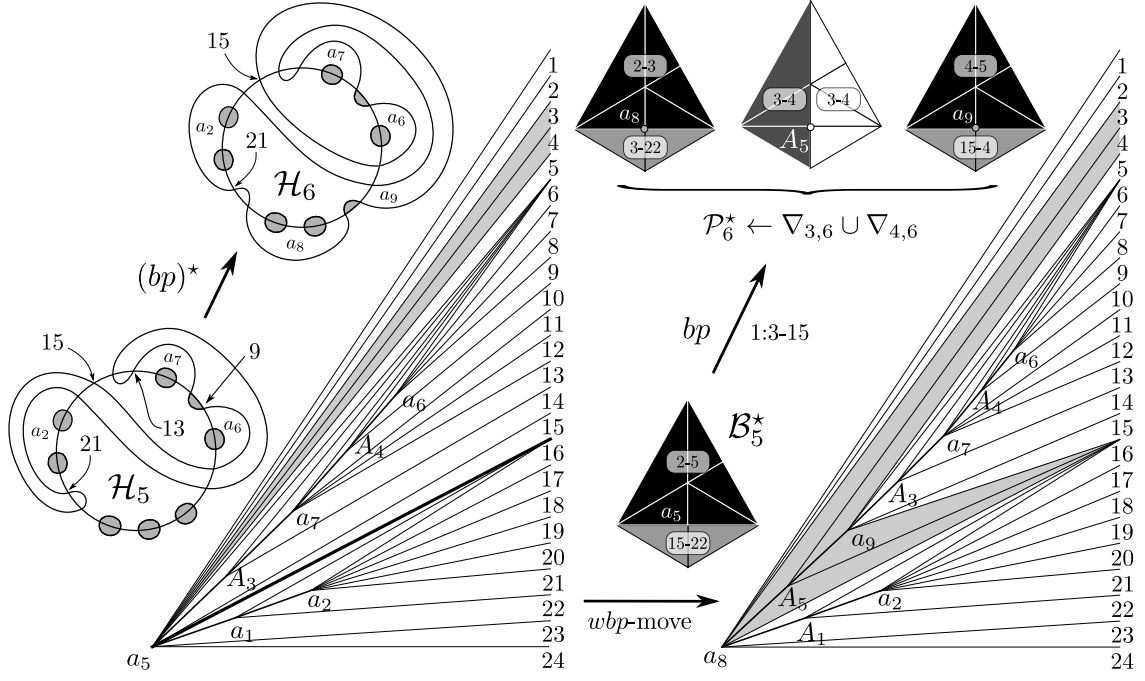 15
a₇
a₆
a₂
21
ℋ₆
a₉
a₈
(bp)*
15
9
a₇
a₆
a₂
21
13
ℋ₅
1
2
3
4
5
6
7
8
9
10
11
12
13
14
15
16
17
18
19
20
21
22
23
24
a₆
A₄
a₇
A₃
a₂
a₁
a₅
2-3
a₈
3-22
3-4 3-4
A₅
4-5
a₉
15-4
𝒫₆* ← ∇₃,₆ ∪ ∇₄,₆
bp 1:3-15
ℬ₅*
2-5
a₅
15-22
wbp-move
1
2
3
4
5
6
7
8
9
10
11
12
13
14
15
16
17
18
19
20
21
22
23
24
a₆
A₄
a₇
A₃
a₉
A₅
a₂
A₁
a₈